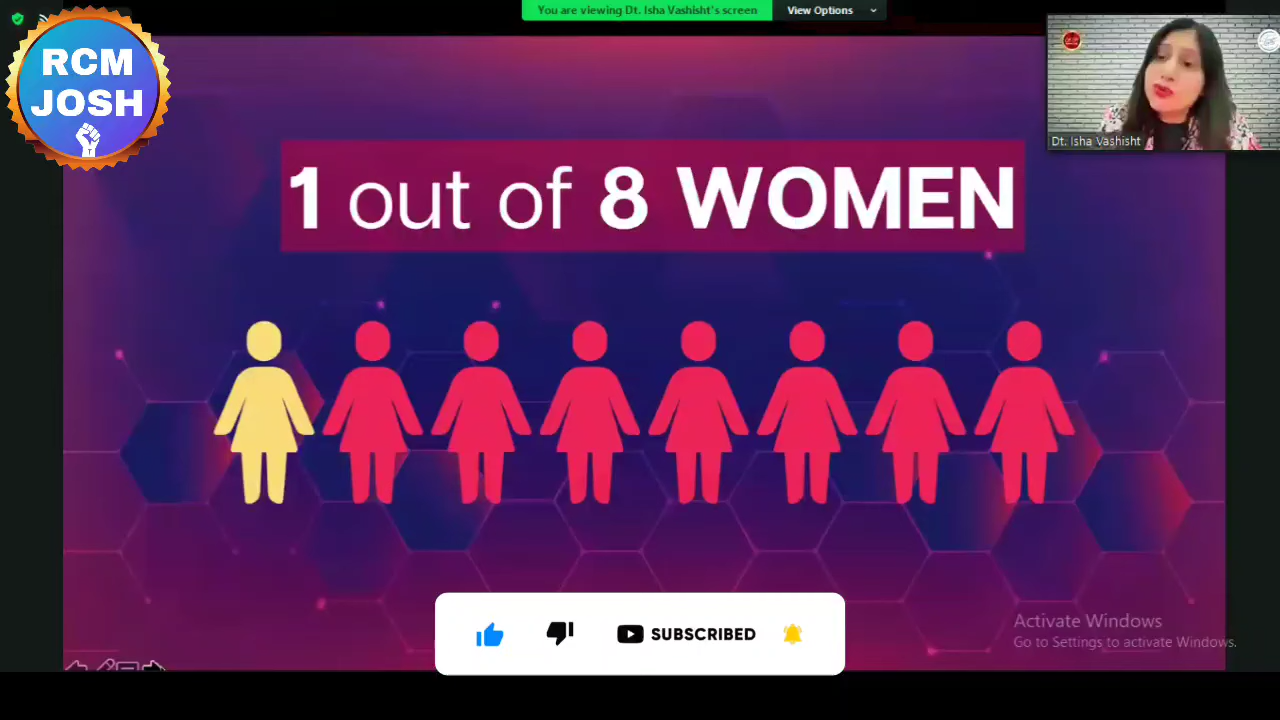 You are viewing Dt. Isha Vashisht's screen
View Options
RCM
JOSH
Dt. Isha Vashisht
1 out of 8 WOMEN
SUBSCRIBED
Activate Windows
Go to Settings to activate Windows.